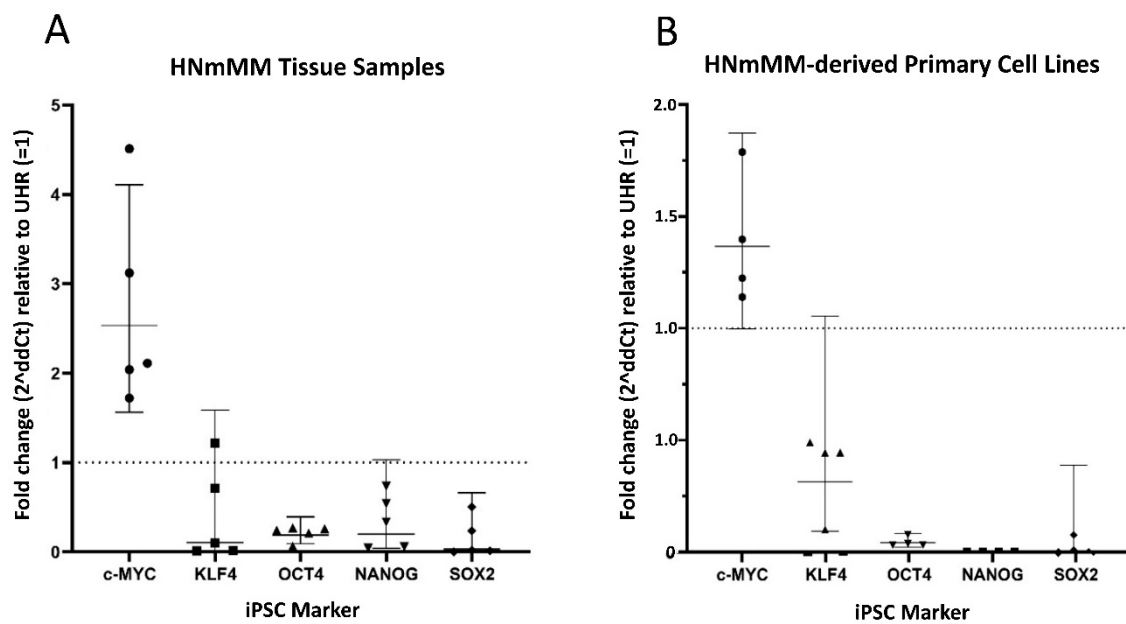 A
HNmMM Tissue Samples
Fold change (2^ddCt) relative to UHR (=1)
5
4
3
2
1
0
c-MYC KLF4 OCT4 NANOG SOX2
iPSC Marker
B
HNmMM-derived Primary Cell Lines
Fold change (2^ddCt) relative to UHR (=1)
2.0
1.5
1.0
1.0
0
c-MYC KLF4 OCT4 NANOG SOX2
iPSC Marker